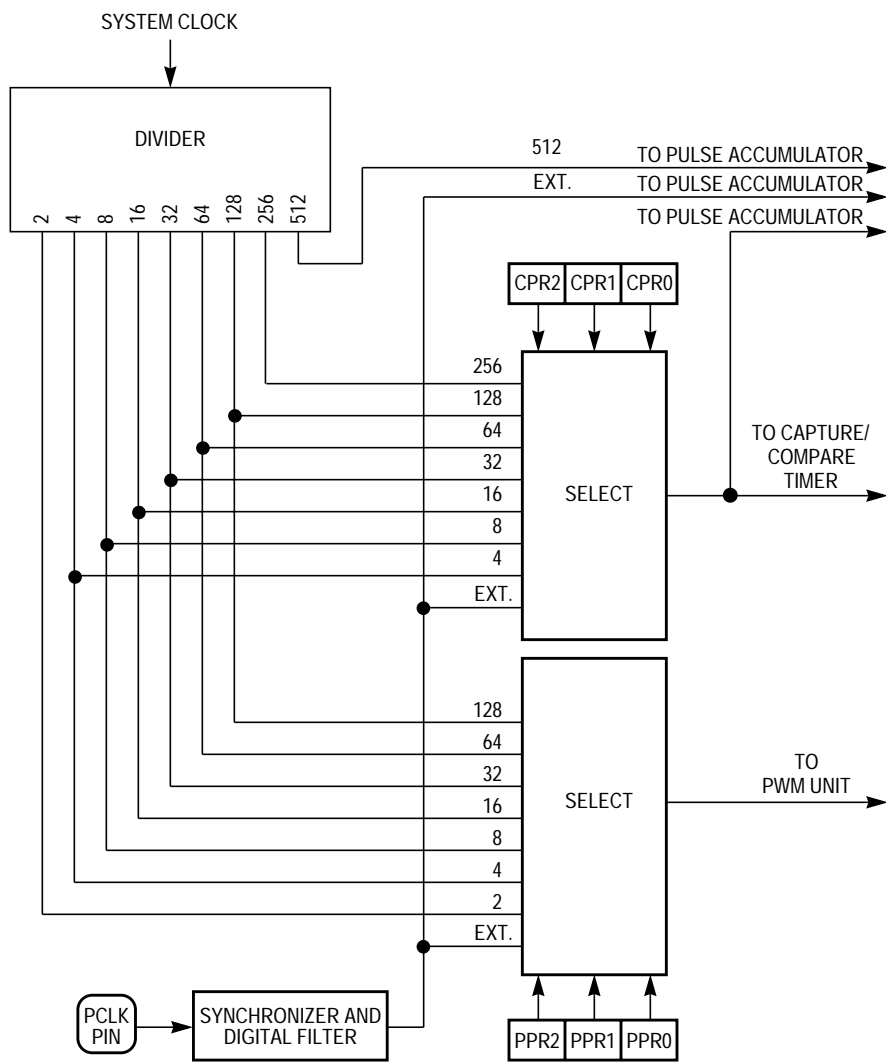 SYSTEM CLOCK
DIVIDER
2 4 8 16 32 64 128 256 512
512 TO PULSE ACCUMULATOR
EXT. TO PULSE ACCUMULATOR
TO PULSE ACCUMULATOR
CPR2 CPR1 CPR0
256
128
64
32
16
8
4
EXT.
SELECT
TO CAPTURE/
COMPARE
TIMER
128
64
32
16
8
4
2
EXT.
SELECT
TO
PWM UNIT
PCLK
PIN
SYNCHRONIZER AND
DIGITAL FILTER
PPR2 PPR1 PPR0